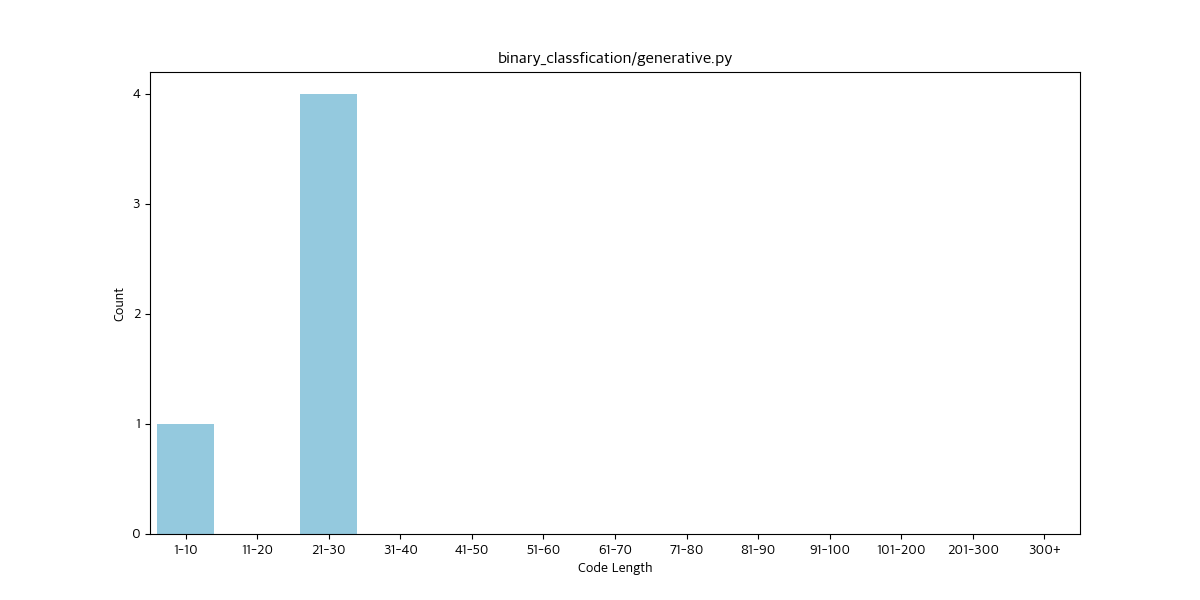 binary_classfication/generative.py
4
3
2
1
0
Count
1-10 11-20 21-30 31-40 41-50 51-60 61-70 71-80 81-90 91-100 101-200 201-300 300+
Code Length